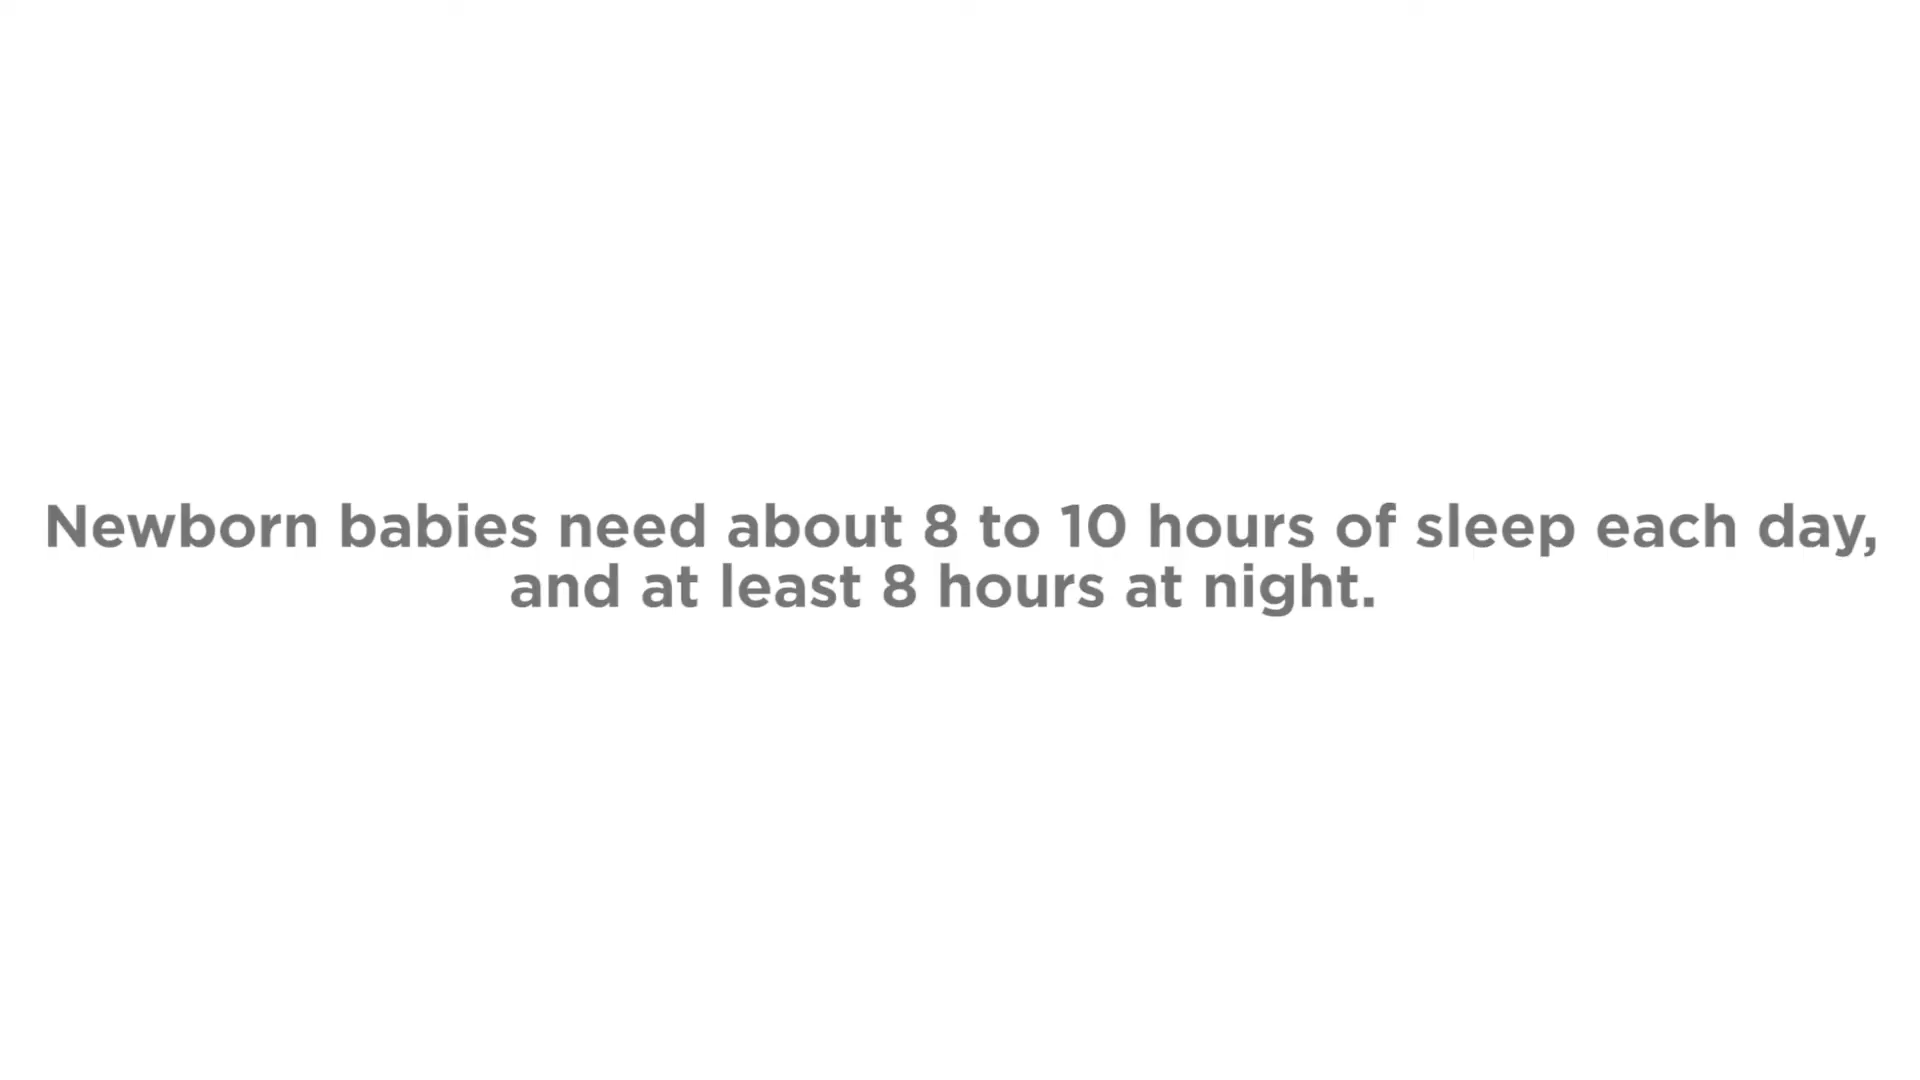 Newborn babies need about 8 to 10 hours of sleep each day,
and at least 8 hours at night.